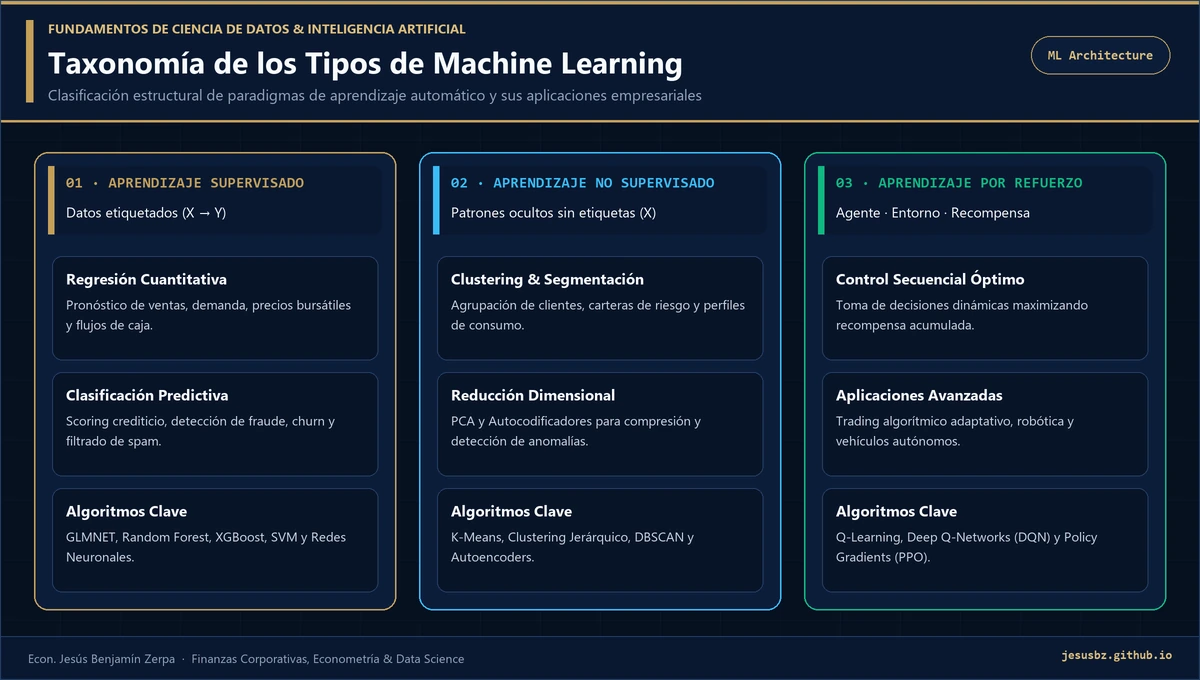 FUNDAMENTOS DE CIENCIA DE DATOS & INTELIGENCIA ARTIFICIAL
Taxonomía de los Tipos de Machine Learning
Clasificación estructural de paradigmas de aprendizaje automático y sus aplicaciones empresariales
ML Architecture
01 · APRENDIZAJE SUPERVISADO
Datos etiquetados (X → Y)
Regresión Cuantitativa
Pronóstico de ventas, demanda, precios bursátiles
y flujos de caja.
Clasificación Predictiva
Scoring crediticio, detección de fraude, churn y
filtrado de spam.
Algoritmos Clave
GLMNET, Random Forest, XGBoost, SVM y Redes
Neuronales.
02 · APRENDIZAJE NO SUPERVISADO
Patrones ocultos sin etiquetas (X)
Clustering & Segmentación
Agrupación de clientes, carteras de riesgo y perfiles
de consumo.
Reducción Dimensional
PCA y Autocodificadores para compresión y
detección de anomalías.
Algoritmos Clave
K-Means, Clustering Jerárquico, DBSCAN y
Autoencoders.
03 · APRENDIZAJE POR REFUERZO
Agente · Entorno · Recompensa
Control Secuencial Óptimo
Toma de decisiones dinámicas maximizando
recompensa acumulada.
Aplicaciones Avanzadas
Trading algorítmico adaptativo, robótica y
vehículos autónomos.
Algoritmos Clave
Q-Learning, Deep Q-Networks (DQN) y Policy
Gradients (PPO).
Econ. Jesús Benjamín Zerpa · Finanzas Corporativas, Econometría & Data Science
jesusbz.github.io